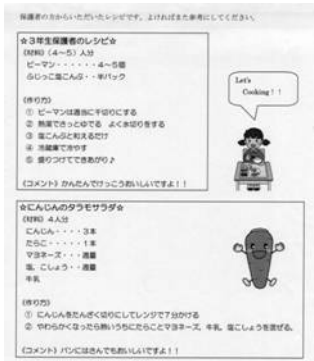 保護者の方からいただいたレシピです。よければまた参考にしてください。
☆3年生保護者のレシピ☆
《材料》(4~5)人分
ピーマン・・・・・・4~5個
ふじっこ塩こんぶ・・半パック
《作り方》
① ピーマンは適当に千切りにする
② 熱湯でさっとゆでる よく水切りをする
③ 塩こんぶと和えるだけ
④ 冷蔵庫で冷やす
⑤ 盛りつけてできあがり♪
《コメント》かんたんでけっこうおいしいですよ!!
Let's
Cooking!!
☆にんじんのタラモサラダ☆
《材料》4人分
にんじん・・・・3本
たらこ・・・・・1本
マヨネーズ・・・適量
塩、こしょう・・適量
牛乳
《作り方》
① にんじんをたんざく切りにしてレンジで7分かける
② やわらかくなったら熱いうちにたらことマヨネーズ、牛乳、塩こしょうを混ぜる。
《コメント》パンにはさんでもおいしいですよ!